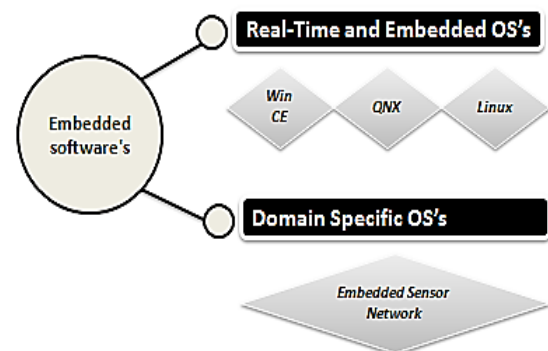 Real-Time and Embedded OS's
Win
CE
QNX
Linux
Embedded
software's
Domain Specific OS's
Embedded Sensor
Network